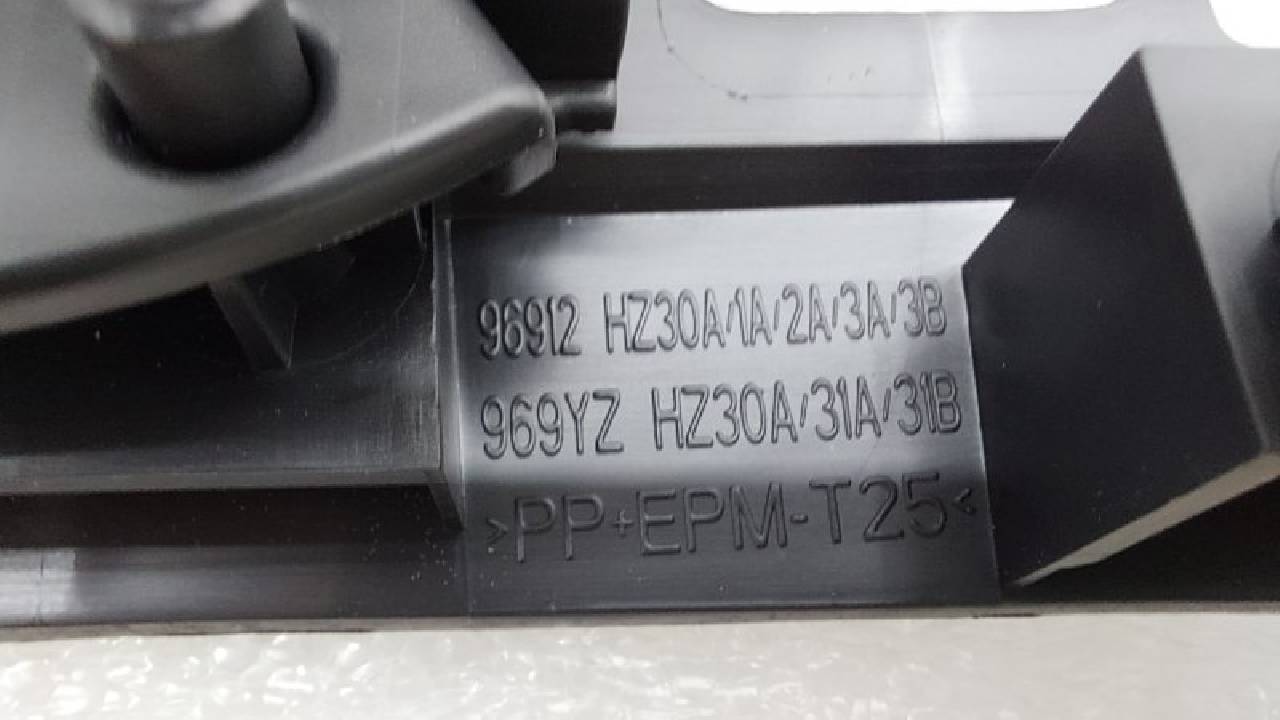 96912 HZ30A/1A/2A/3A/3B
969YZ HZ30A/31A/31B
>PP+EPM-T25<